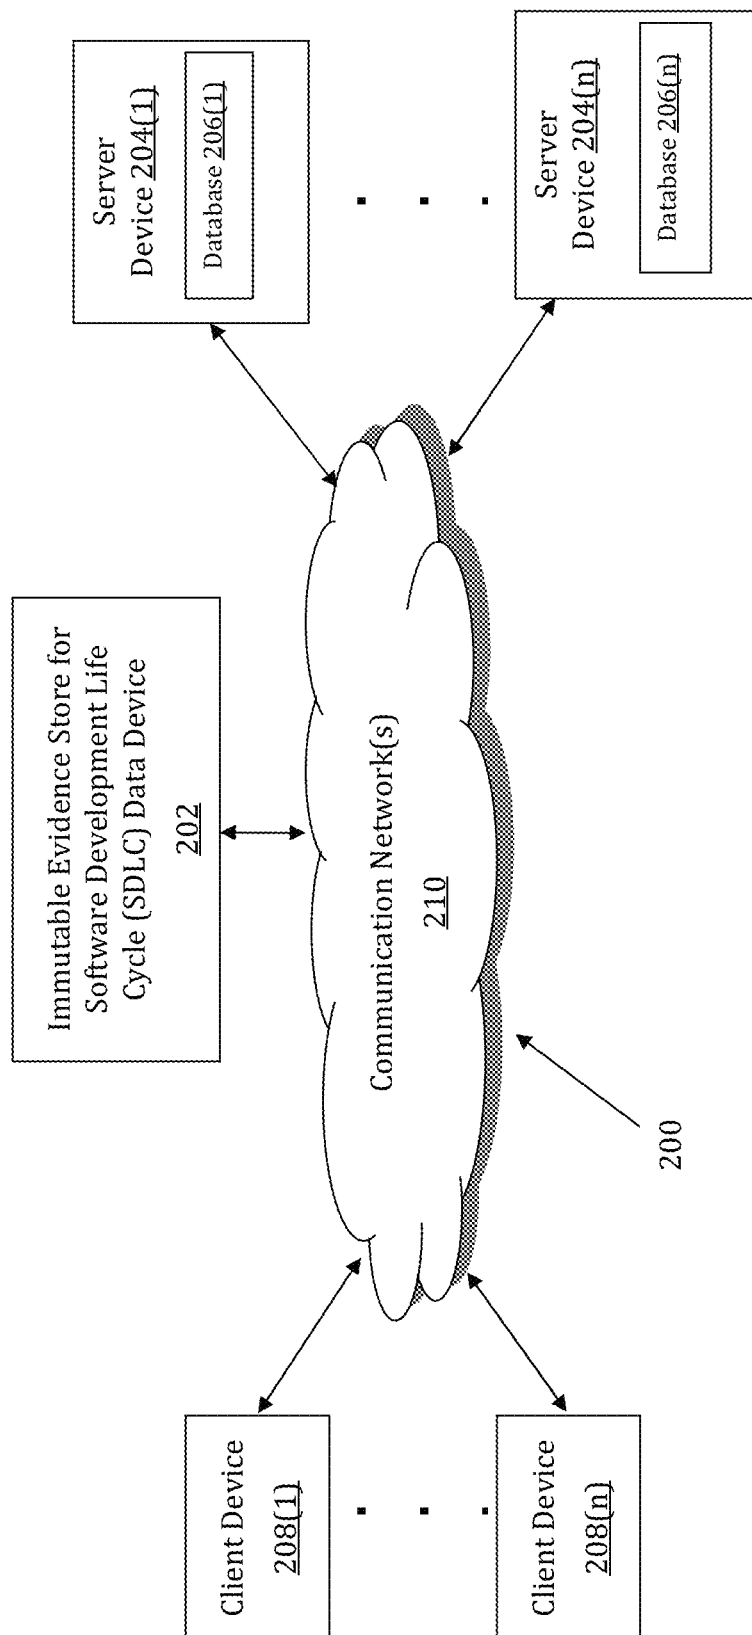 Immutable Evidence Store for
Software Development Life
Cycle (SDLC) Data Device
202
Client Device
208(1)
Client Device
208(n)
Communication Network(s)
210
200
Server
Device 204(1)
Database 206(1)
Server
Device 204(n)
Database 206(n)